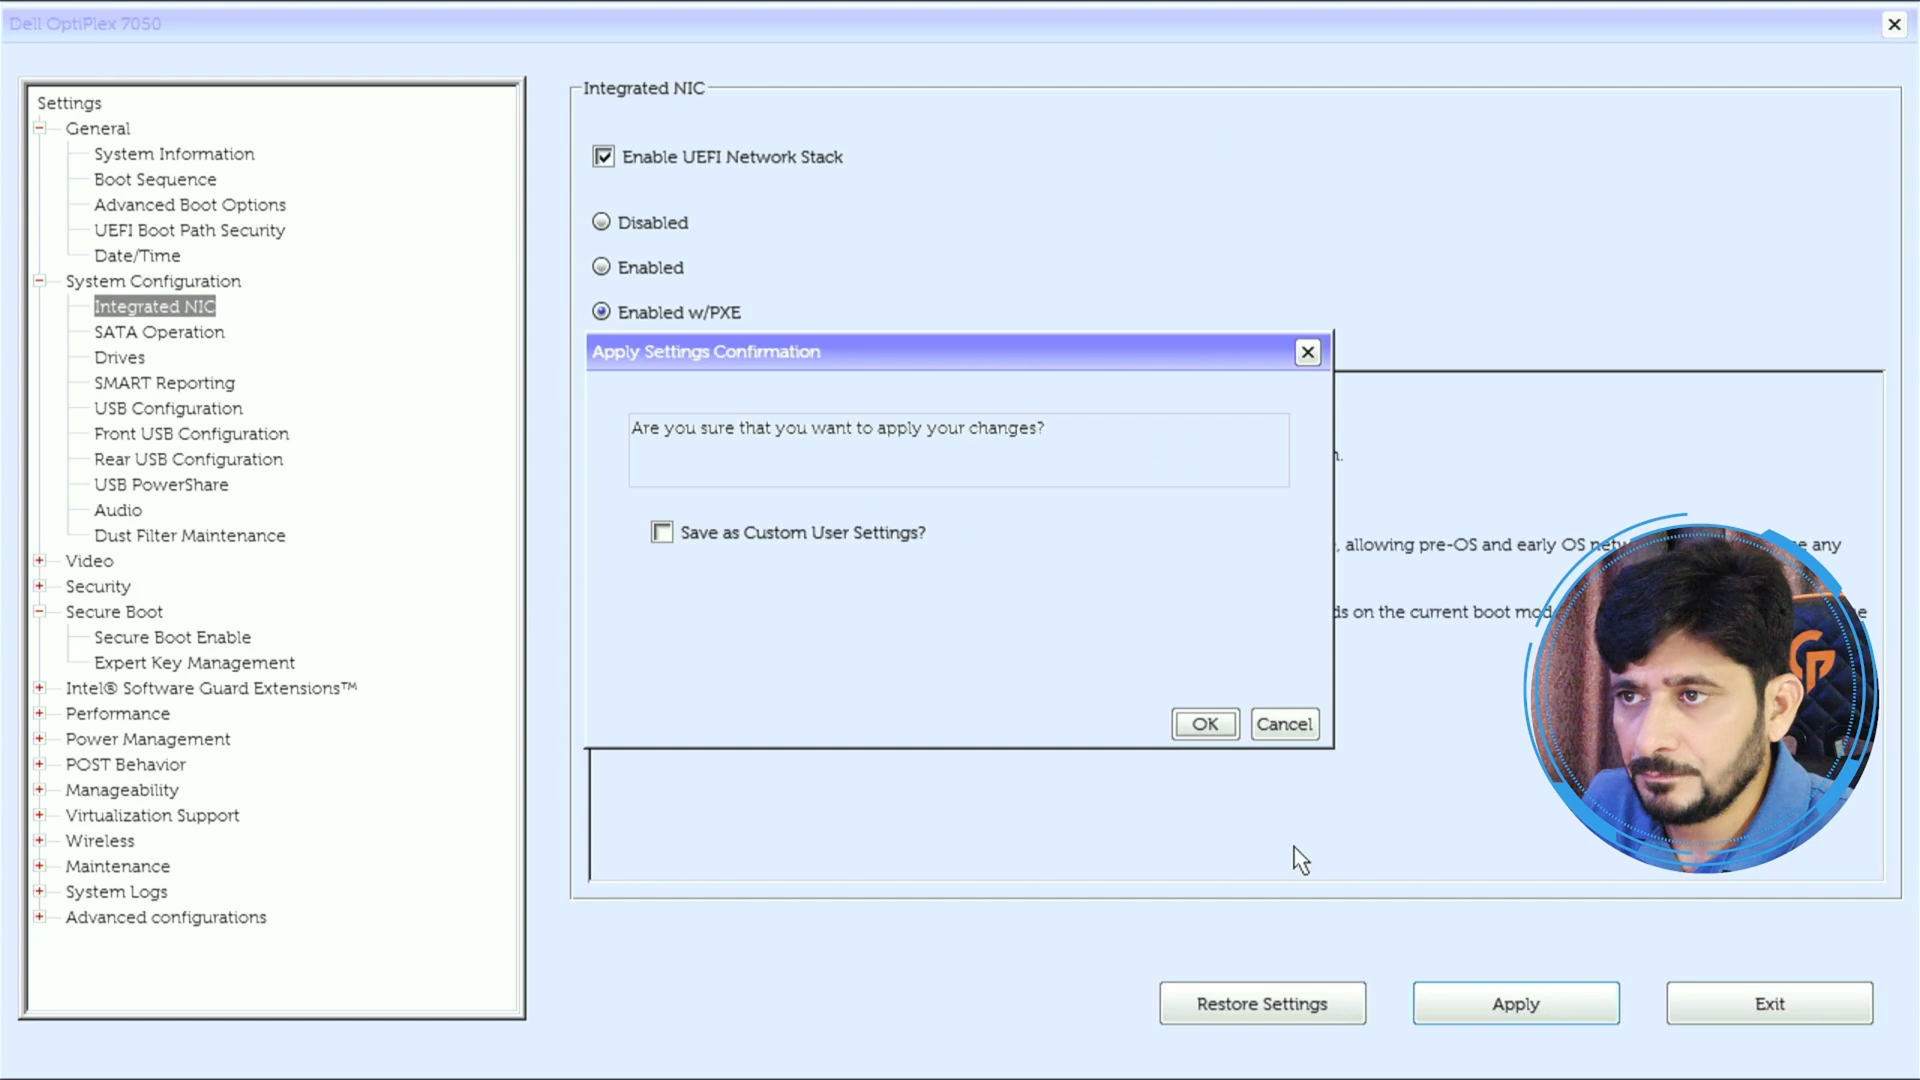 Dell OptiPlex 7050
Settings
General
System Information
Boot Sequence
Advanced Boot Options
UEFI Boot Path Security
Date/Time
System Configuration
Integrated NIC
SATA Operation
Drives
SMART Reporting
USB Configuration
Front USB Configuration
Rear USB Configuration
USB PowerShare
Audio
Dust Filter Maintenance
Video
Security
Secure Boot
Secure Boot Enable
Expert Key Management
Intel® Software Guard Extensions™
Performance
Power Management
POST Behavior
Manageability
Virtualization Support
Wireless
Maintenance
System Logs
Advanced configurations
Integrated NIC
Enable UEFI Network Stack
Disabled
Enabled
Enabled w/PXE
Apply Settings Confirmation
Are you sure that you want to apply your changes?
Save as Custom User Settings?
OK Cancel
, allowing pre-OS and early OS any
on the current boot
Restore Settings Apply Exit